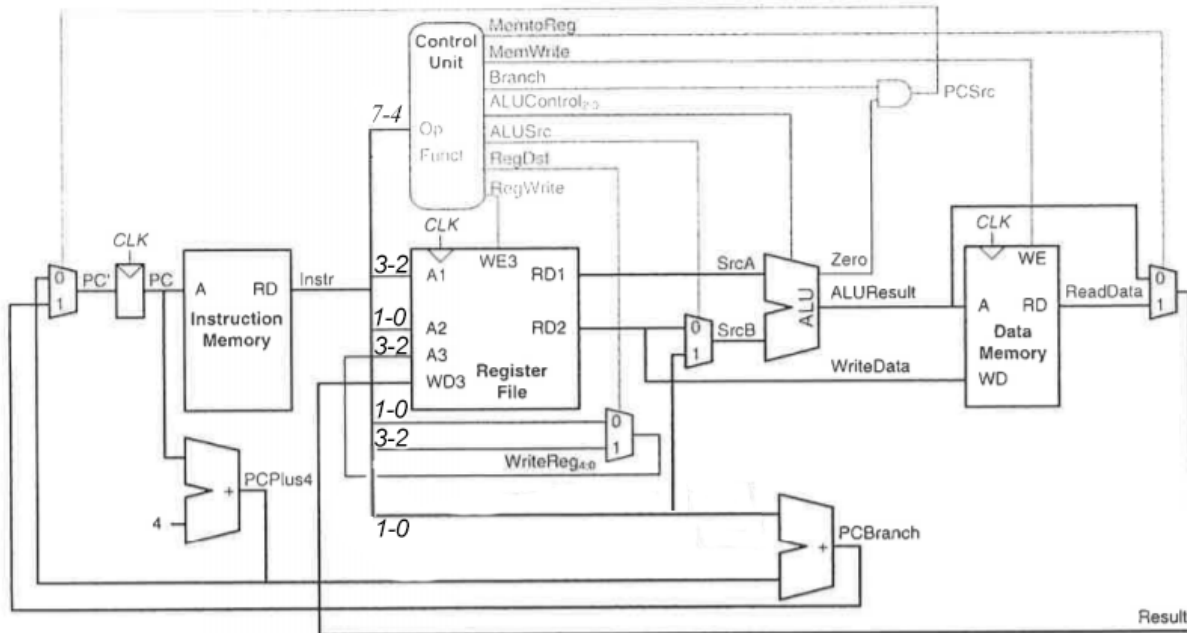 MemtoReg
Control
Unit
MemWrite
Branch
ALUControl
PCSrc
7-4
Op
ALUSrc
Funct
RegDst
RegWrite
CLK
CLK
CLK
3-2
A1
WE3
RD1
SrcA
Zero
WE
0
1
PC'
PC
A
RD
Instr
Instruction
Memory
ALU
ALUResult
A
RD
ReadData
0
1
1-0
A2
RD2
0
1
SrcB
Data
Memory
3-2
A3
Register
File
WD3
WriteData
WD
1-0
0
3-2
1
WriteReg4:0
PCPlus4
+
4
1-0
PCBranch
+
Result